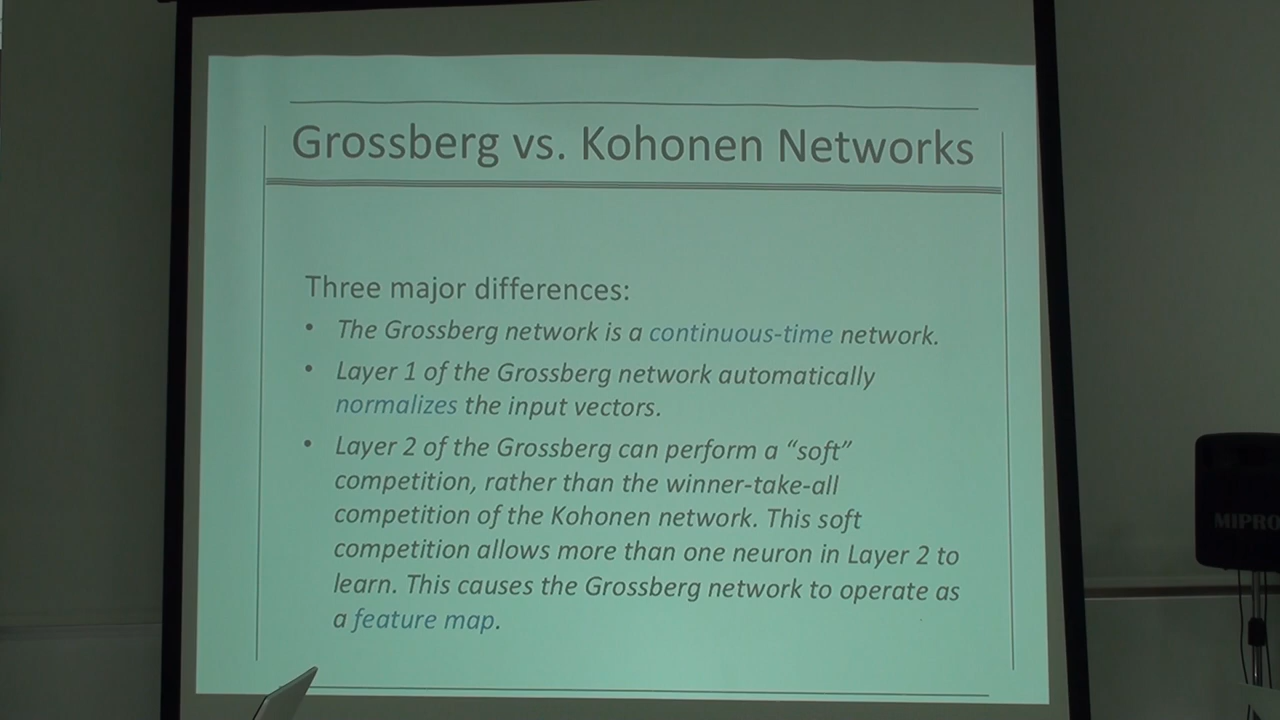 Grossberg vs. Kohonen Networks
Three major differences:
• The Grossberg network is a continuous-time network.
• Layer 1 of the Grossberg network automatically
normalizes the input vectors.
• Layer 2 of the Grossberg can perform a “soft”
competition, rather than the winner-take-all
competition of the Kohonen network. This soft
competition allows more than one neuron in Layer 2 to
learn. This causes the Grossberg network to operate as
a feature map.
MIPRO